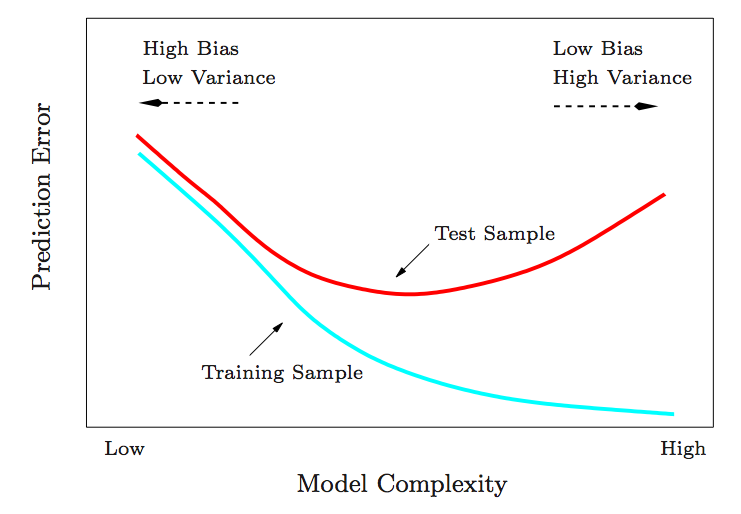 High Bias
Low Variance
Low Bias
High Variance
Prediction Error
Test Sample
Training Sample
Low
High
Model Complexity